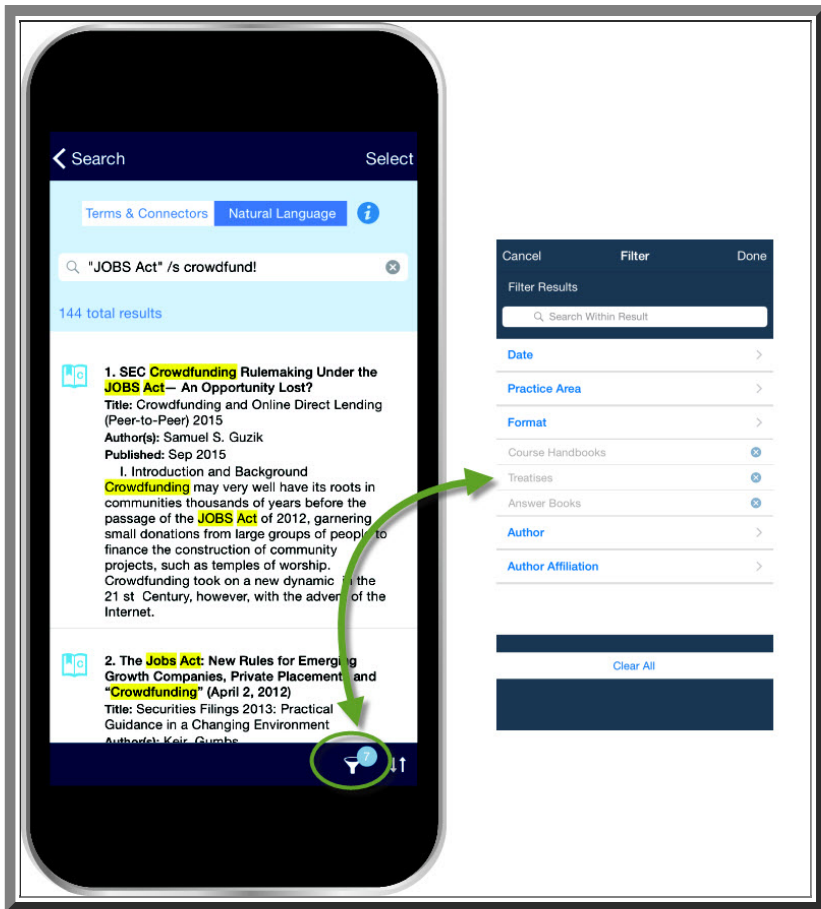 Search
Select
Terms & Connectors
Natural Language
i
"JOBS Act" /s crowdfund!
144 total results
1. SEC Crowdfunding Rulemaking Under the
JOBS Act— An Opportunity Lost?
Title: Crowdfunding and Online Direct Lending
(Peer-to-Peer) 2015
Author(s): Samuel S. Guzik
Published: Sep 2015
I. Introduction and Background
Crowdfunding may very well have its roots in
communities thousands of years before the
passage of the JOBS Act of 2012, garnering
small donations from large groups of people to
finance the construction of community
projects, such as temples of worship.
Crowdfunding took on a new dynamic in the
21 st Century, however, with the advent of the
Internet.
2. The Jobs Act: New Rules for Emerging
Growth Companies, Private Placements and
“Crowdfunding” (April 2, 2012)
Title: Securities Filings 2013: Practical
Guidance in a Changing Environment
Author(s): Keir Gumbs
7
Cancel
Filter
Done
Filter Results
Search Within Result
Date
Practice Area
Format
Course Handbooks
Treatises
Answer Books
Author
Author Affiliation
Clear All